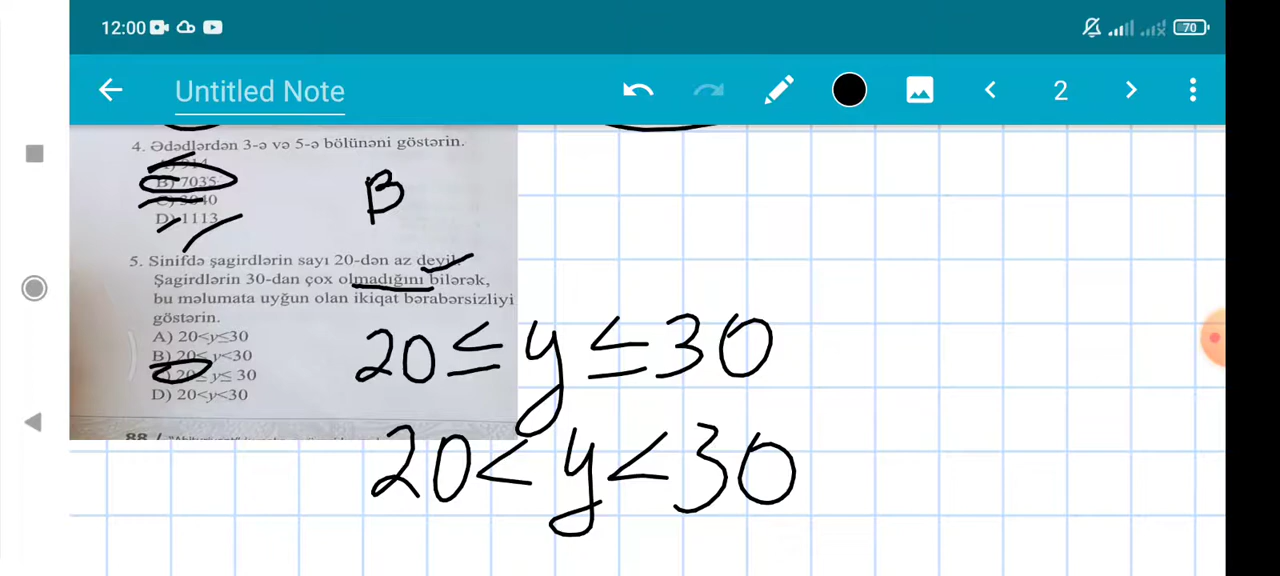 12:00
70
Untitled Note
2
4. Ədədlərdən 3-ə və 5-ə bölünəni göstərin.
A) 914
B) 7035
C) 3040
D) 1113
B
5. Sinifdə şagirdlərin sayı 20-dən az deyil.
Şagirdlərin 30-dan çox olmadığını bilərək,
bu məlumata uyğun olan ikiqat bərabərsizliyi
göstərin.
A) 20<y≤30
B) 20≤ y<30
20≤ y≤ 30
D) 20<y<30
20≤y≤30
20<y<30
88 /